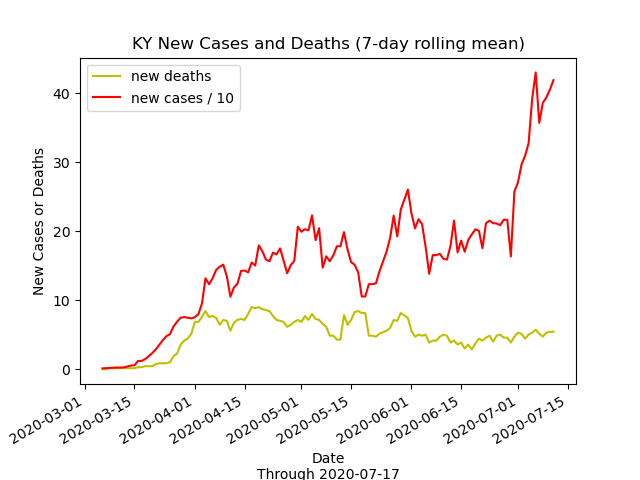 KY New Cases and Deaths (7-day rolling mean)
new deaths
new cases / 10
New Cases or Deaths
40
30
20
10
0
2020-03-01
2020-03-15
2020-04-01
2020-04-15
2020-05-01
2020-05-15
2020-06-01
2020-06-15
2020-07-01
2020-07-15
Date
Through 2020-07-17